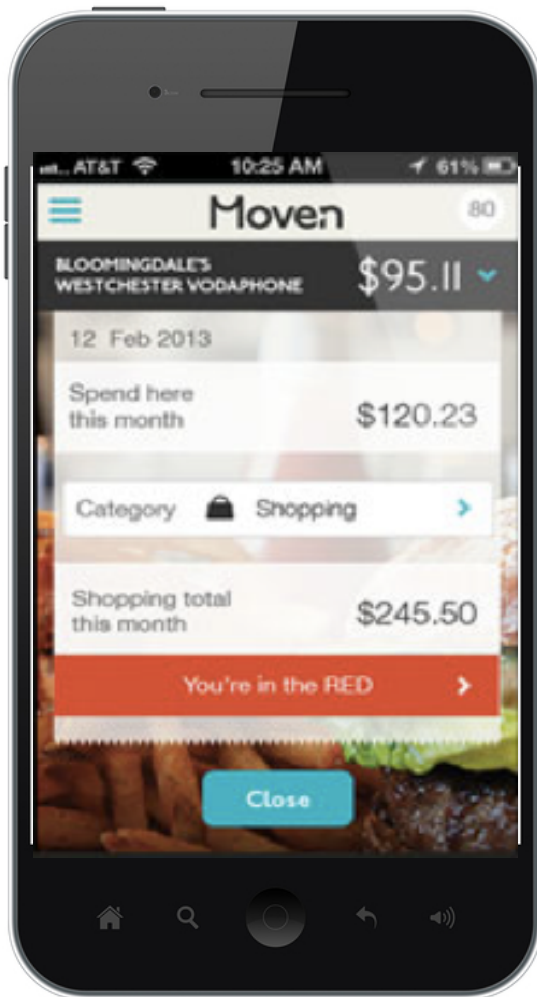 AT&T 10:25 AM 61%
Moven 80
BLOOMINGDALE'S
WESTCHESTER VODAPHONE $95.11
12 Feb 2013
Spend here
this month $120.23
Category Shopping
Shopping total
this month $245.50
You're in the RED
Close